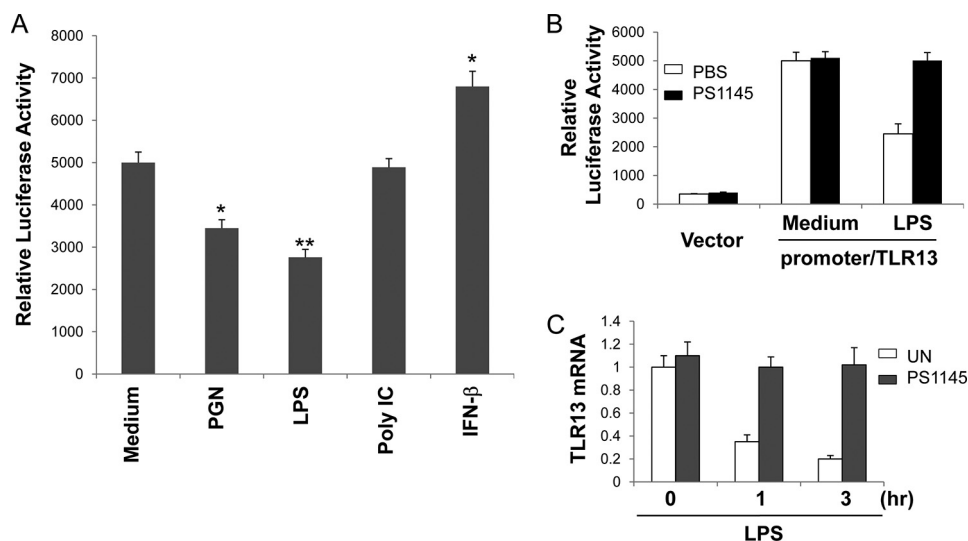 A
Relative Luciferase Activity
8000
7000
6000
5000
4000
3000
2000
1000
0
*
**
*
Medium
PGN
LPS
Poly IC
IFN-β
B
Relative
Luciferase Activity
6000
5000
4000
3000
2000
1000
0
PBS
PS1145
Vector
Medium
LPS
promoter/TLR13
C
TLR13 mRNA
1.4
1.2
1
0.8
0.6
0.4
0.2
0
UN
PS1145
0 1 3 (hr)
LPS